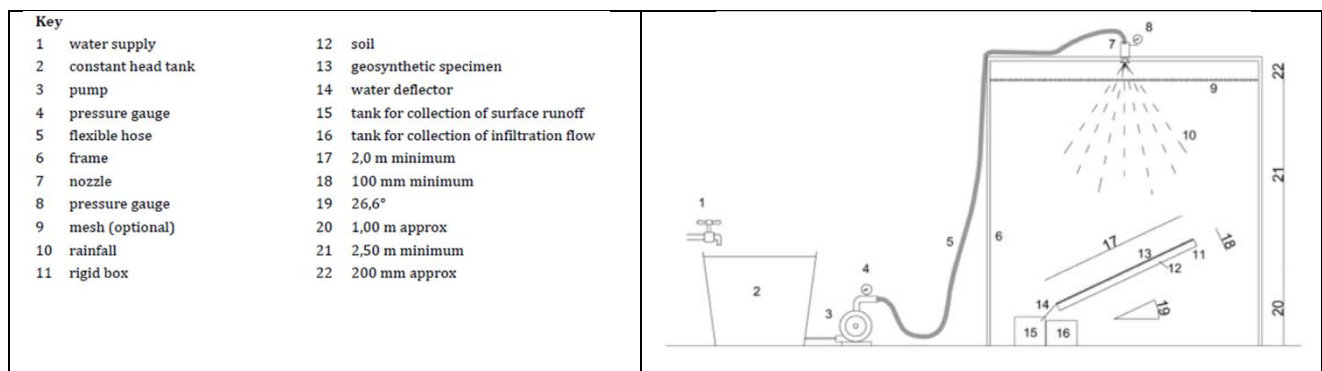 Key
1 water supply
2 constant head tank
3 pump
4 pressure gauge
5 flexible hose
6 frame
7 nozzle
8 pressure gauge
9 mesh (optional)
10 rainfall
11 rigid box
12 soil
13 geosynthetic specimen
14 water deflector
15 tank for collection of surface runoff
16 tank for collection of infiltration flow
17 2,0 m minimum
18 100 mm minimum
19 26,6°
20 1,00 m approx
21 2,50 m minimum
22 200 mm approx
8
7
22
9
10
21
1
5
6
17
13
11
18
12
4
2
3
14
19
20
15
16